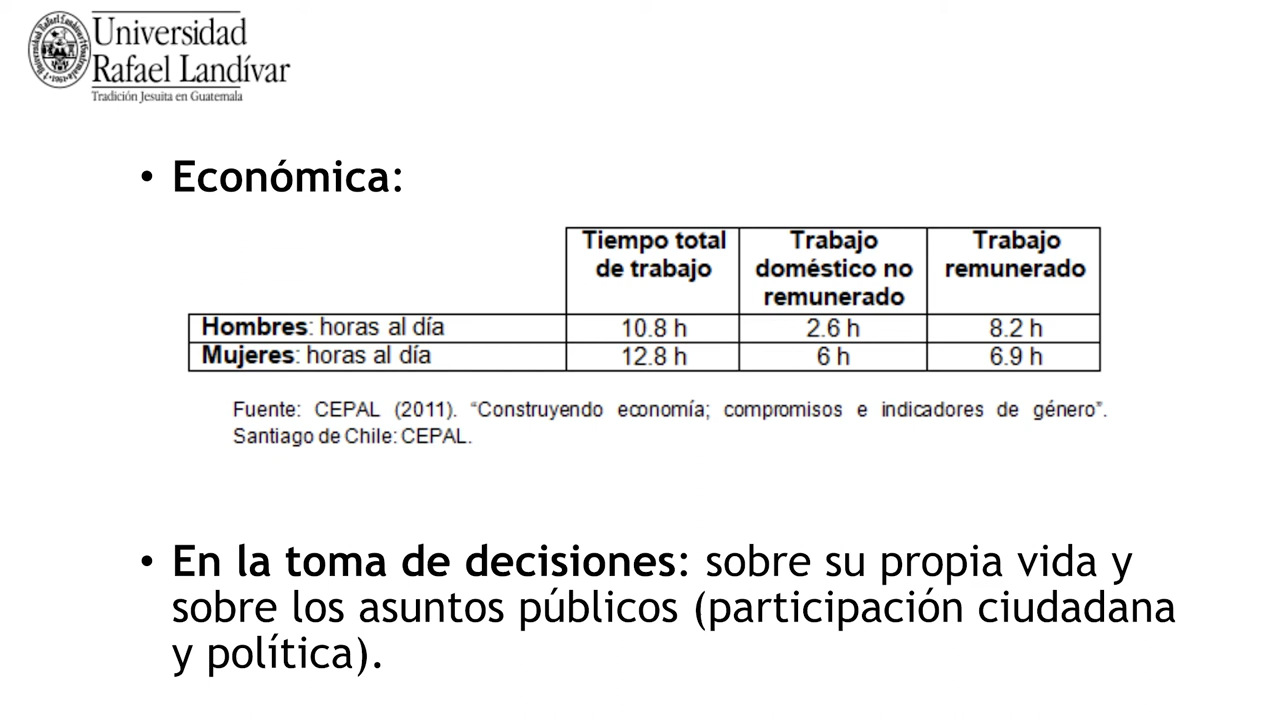 Universidad
Rafael Landívar
Tradición Jesuita en Guatemala
• Económica:
Tiempo total de trabajo Trabajo doméstico no remunerado Trabajo remunerado
Hombres: horas al día 10.8 h 2.6 h 8.2 h
Mujeres: horas al día 12.8 h 6 h 6.9 h
Fuente: CEPAL (2011). “Construyendo economía; compromisos e indicadores de género”.
Santiago de Chile: CEPAL.
• En la toma de decisiones: sobre su propia vida y
sobre los asuntos públicos (participación ciudadana
y política).